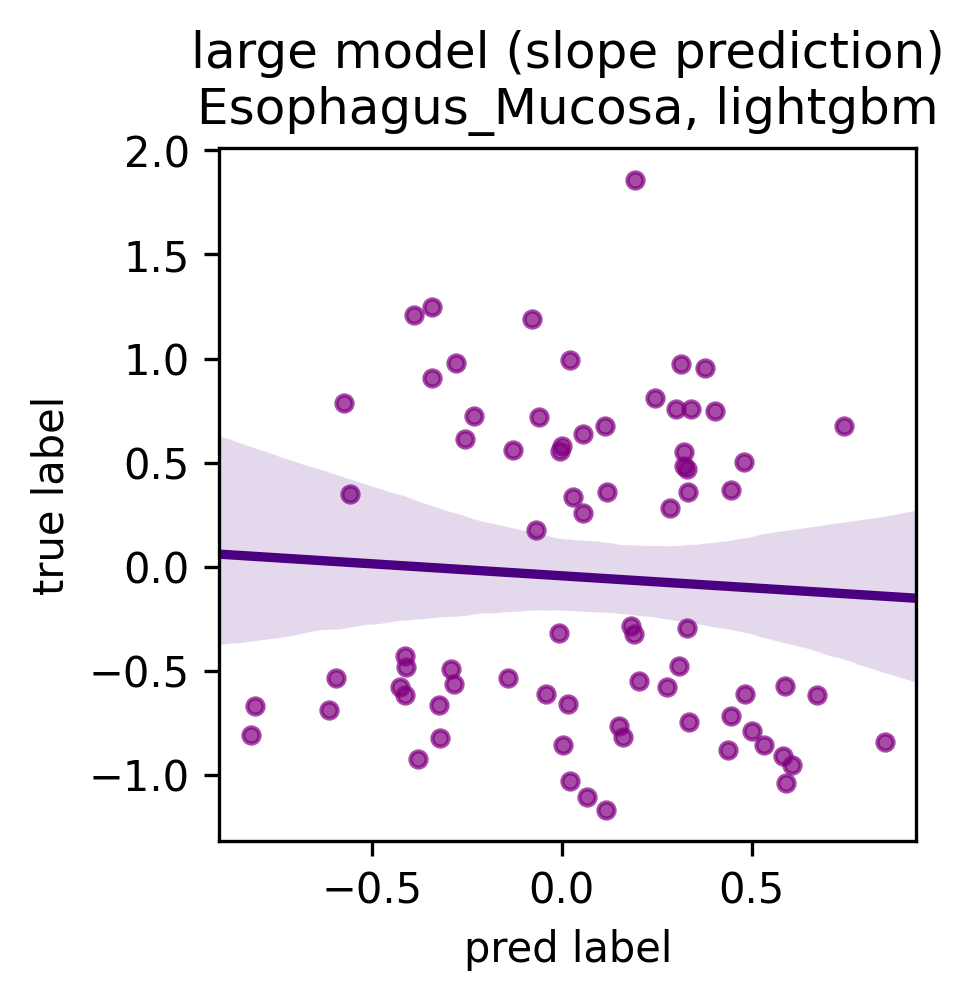 large model (slope prediction)
Esophagus_Mucosa, lightgbm
2.0
1.5
1.0
0.5
0.0
−0.5
−1.0
true label
−0.5
0.0
0.5
pred label